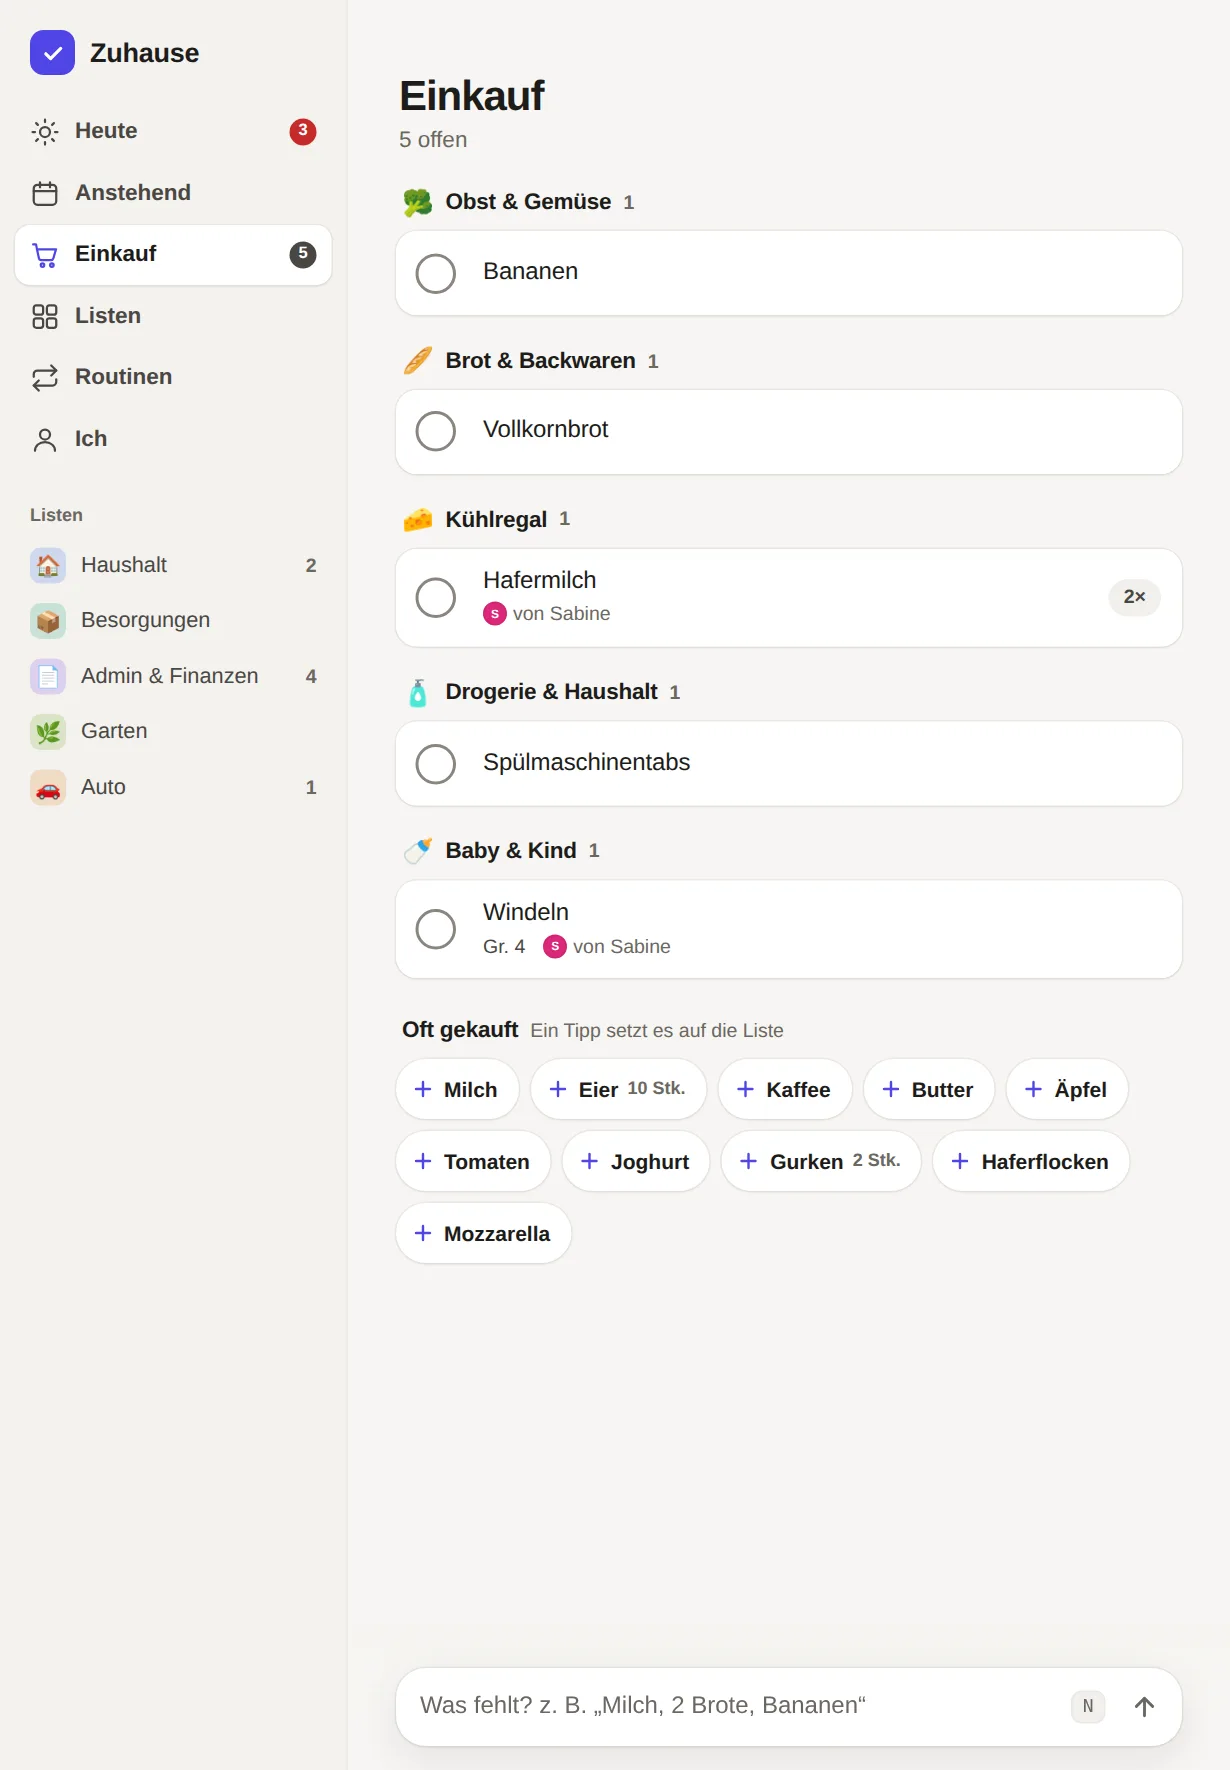 Zuhause
Heute 3
Anstehend
Einkauf 5
Listen
Routinen
Ich
Listen
Haushalt 2
Besorgungen
Admin & Finanzen 4
Garten
Auto 1
Einkauf
5 offen
Obst & Gemüse 1
Bananen
Brot & Backwaren 1
Vollkornbrot
Kühlregal 1
Hafermilch
S von Sabine
2×
Drogerie & Haushalt 1
Spülmaschinentabs
Baby & Kind 1
Windeln
Gr. 4 S von Sabine
Oft gekauft Ein Tipp setzt es auf die Liste
Milch Eier 10 Stk. Kaffee Butter Äpfel
Tomaten Joghurt Gurken 2 Stk. Haferflocken
Mozzarella
Was fehlt? z. B. „Milch, 2 Brote, Bananen“ N